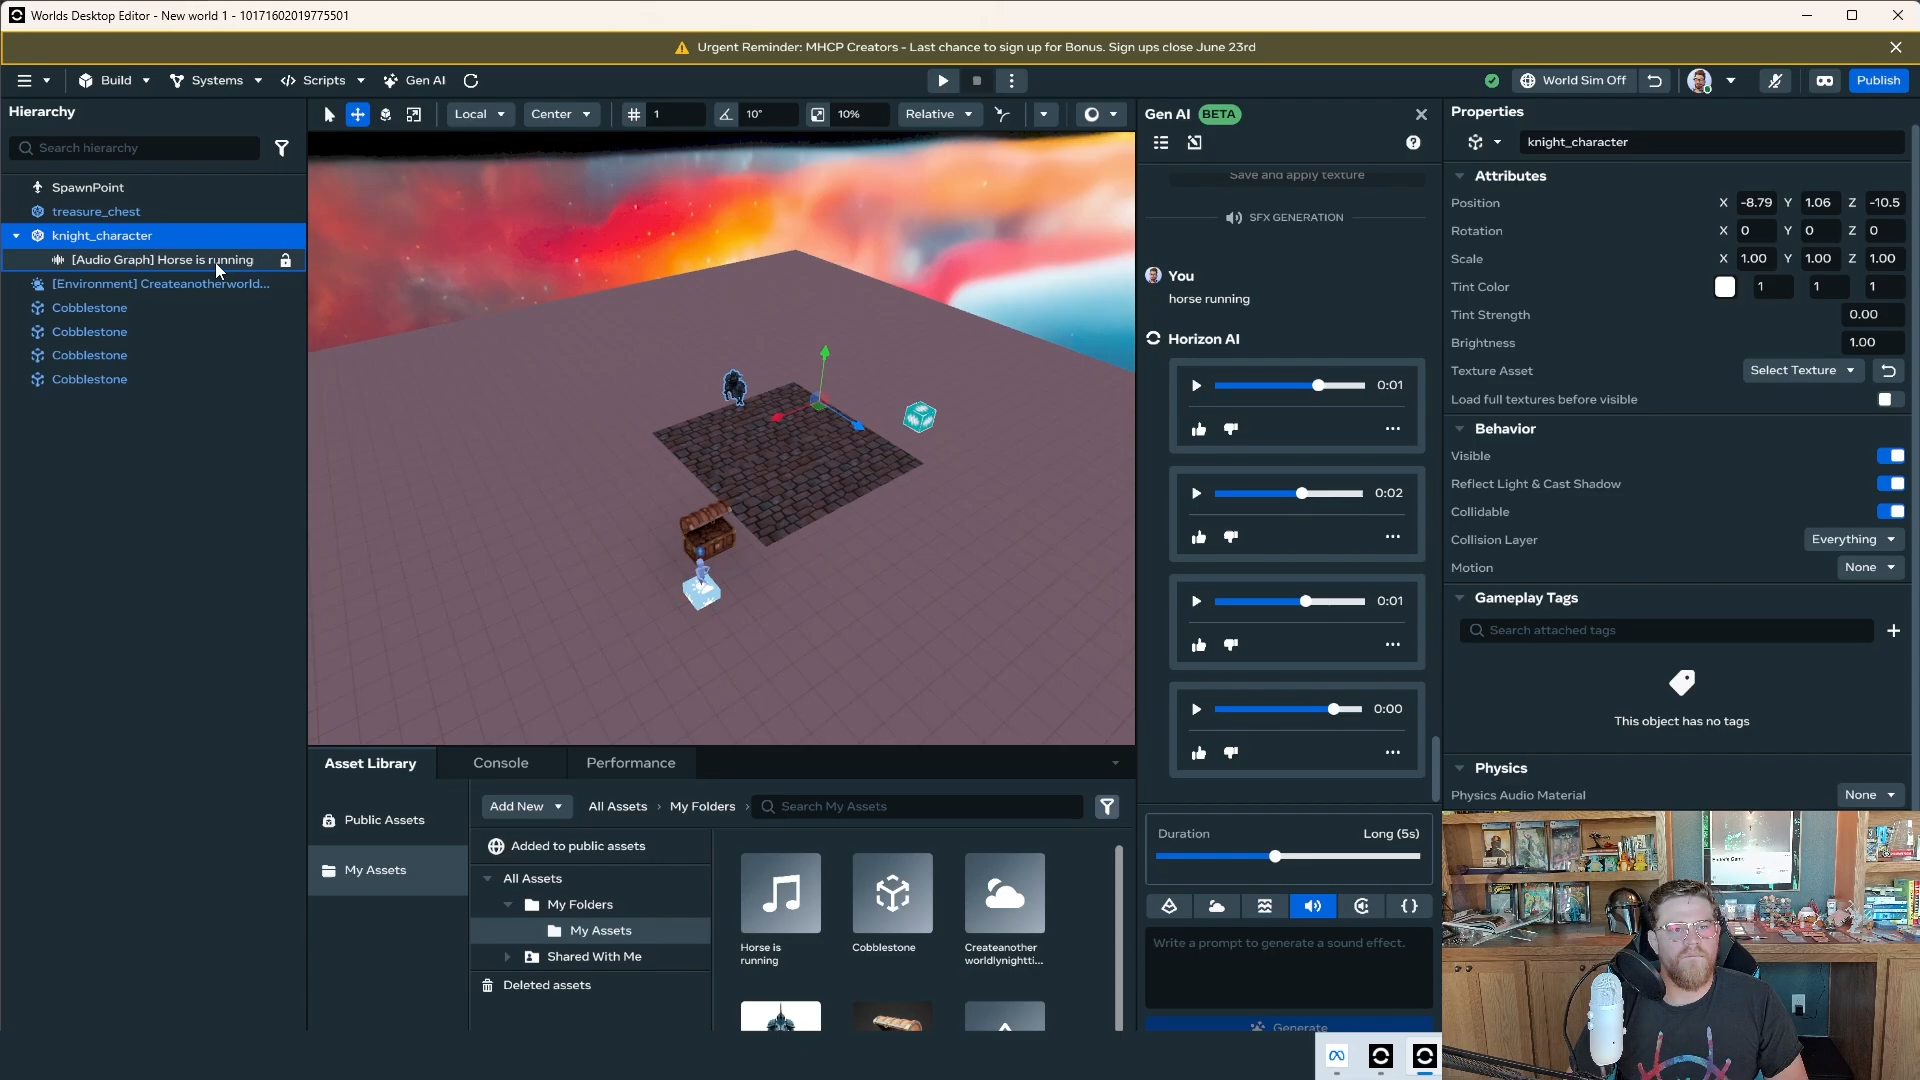 Worlds Desktop Editor - New world 1 - 10171602019775501
Urgent Reminder: MHCP Creators - Last chance to sign up for Bonus. Sign ups close June 23rd
Build
Systems
Scripts
Gen AI
World Sim Off
Publish
Hierarchy
Search hierarchy
SpawnPoint
treasure_chest
knight_character
[Audio Graph] Horse is running
[Environment] Createanotherworld...
Cobblestone
Cobblestone
Cobblestone
Cobblestone
Local
Center
1
10°
10%
Relative
Gen AI BETA
Save and apply texture
SFX GENERATION
You
horse running
Horizon AI
0:01
0:02
0:01
0:00
Duration Long (5s)
Write a prompt to generate a sound effect.
Generate
Properties
knight_character
Attributes
Position X -8.79 Y 1.06 Z -10.5
Rotation X 0 Y 0 Z 0
Scale X 1.00 Y 1.00 Z 1.00
Tint Color 1 1 1
Tint Strength 0.00
Brightness 1.00
Texture Asset Select Texture
Load full textures before visible
Behavior
Visible
Reflect Light & Cast Shadow
Collidable
Collision Layer Everything
Motion None
Gameplay Tags
Search attached tags
This object has no tags
Physics
Physics Audio Material None
Asset Library
Console
Performance
Public Assets
My Assets
Add New
All Assets › My Folders ›
Search My Assets
Added to public assets
All Assets
My Folders
My Assets
Shared With Me
Deleted assets
Horse is
running
Cobblestone
Createanother
worldlynightti...